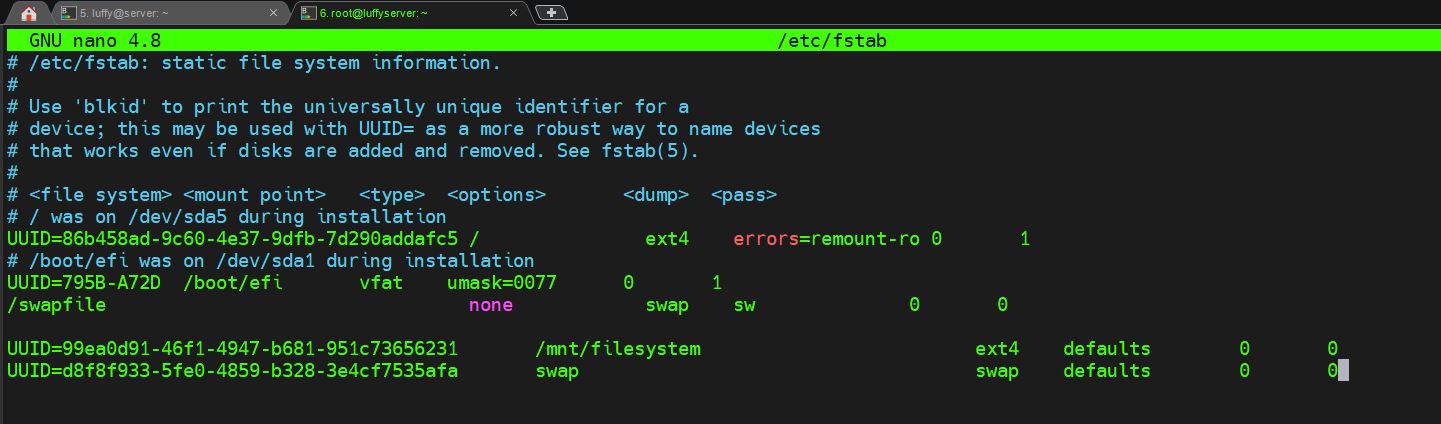 5. luffy@server: ~
6. root@luffyserver: ~
GNU nano 4.8 /etc/fstab
# /etc/fstab: static file system information.
#
# Use 'blkid' to print the universally unique identifier for a
# device; this may be used with UUID= as a more robust way to name devices
# that works even if disks are added and removed. See fstab(5).
#
# <file system> <mount point>   <type>  <options>       <dump>  <pass>
# / was on /dev/sda5 during installation
UUID=86b458ad-9c60-4e37-9dfb-7d290addafc5 /               ext4    errors=remount-ro 0       1
# /boot/efi was on /dev/sda1 during installation
UUID=795B-A72D  /boot/efi       vfat    umask=0077      0       1
/swapfile                                 none            swap    sw              0       0
UUID=99ea0d91-46f1-4947-b681-951c73656231       /mnt/filesystem                         ext4    defaults        0       0
UUID=d8f8f933-5fe0-4859-b328-3e4cf7535afa       swap                                    swap    defaults        0       0